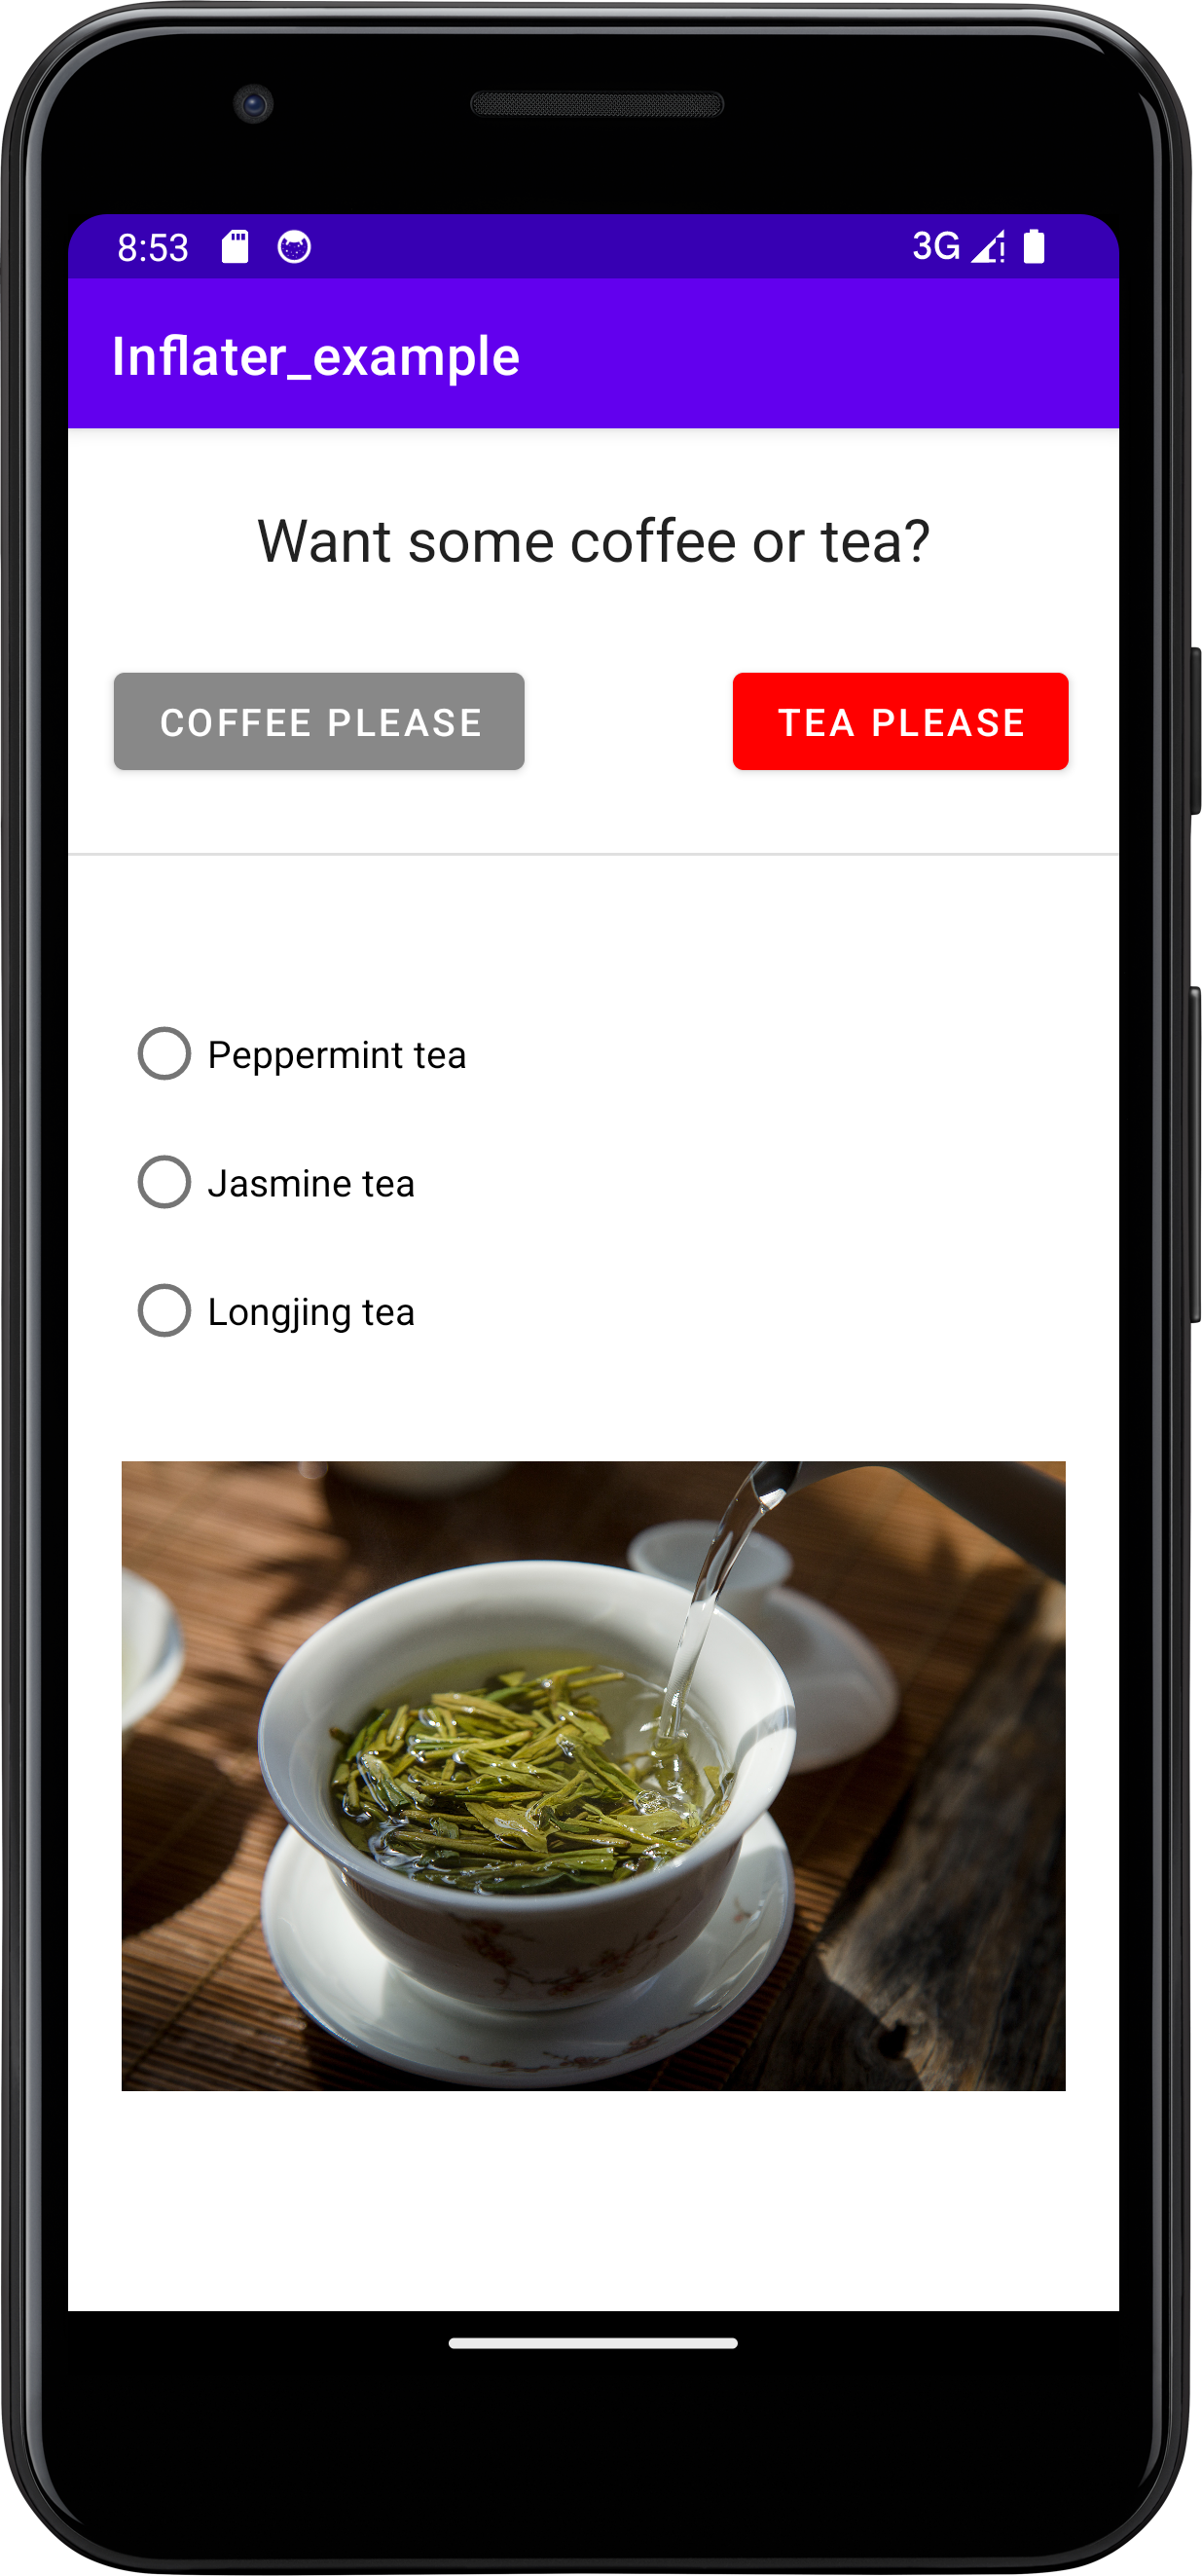 8:53 3G
Inflater_example
Want some coffee or tea?
COFFEE PLEASE TEA PLEASE
Peppermint tea
Jasmine tea
Longjing tea